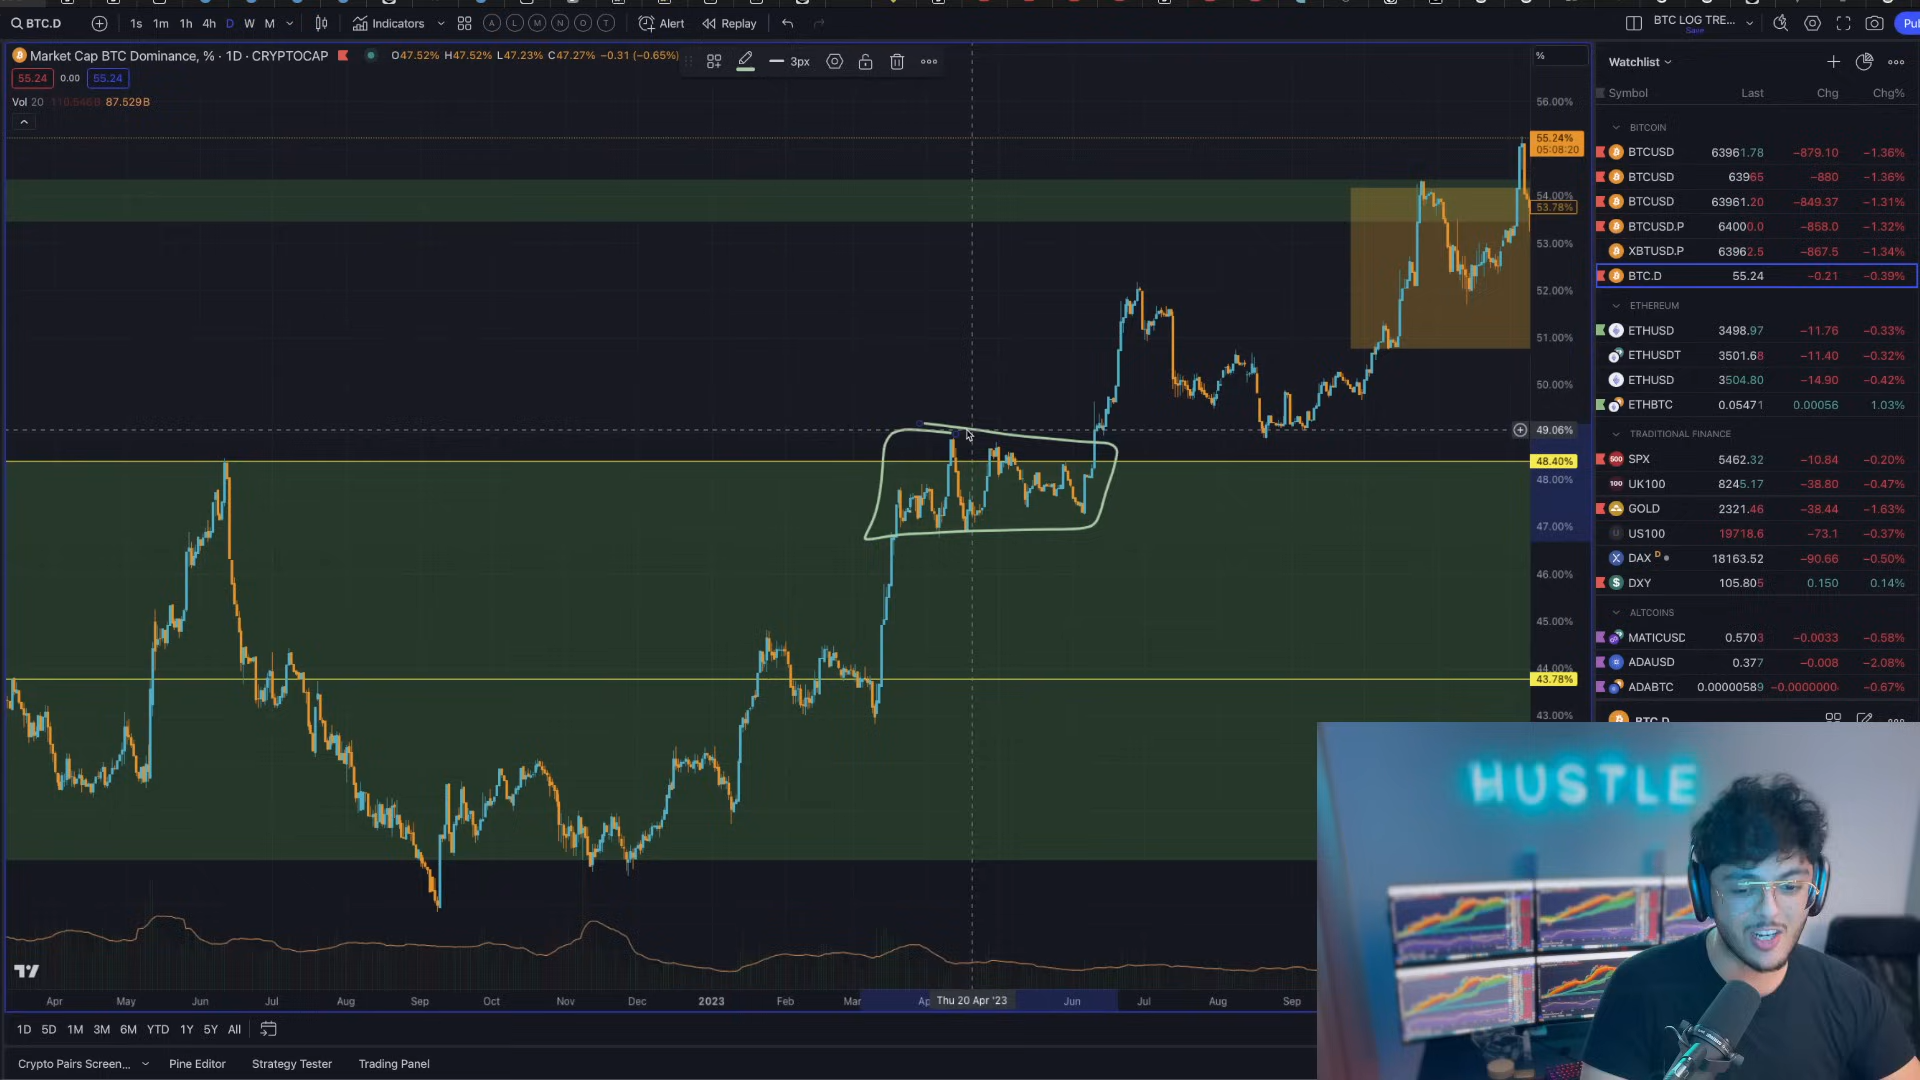 BTC.D
1s 1m 1h 4h D W M
Indicators
A L M N O T
Alert
Replay
BTC LOG TRE...
Save
Market Cap BTC Dominance, % · 1D · CRYPTOCAP
O47.52% H47.52% L47.23% C47.27% −0.31 (−0.65%)
3px
55.24 0.00 55.24
Vol 20 110.546B 87.529B
%
56.00%
55.24%
05:08:20
54.00%
53.78%
53.00%
52.00%
51.00%
50.00%
49.06%
48.40%
48.00%
47.00%
46.00%
45.00%
44.00%
43.78%
43.00%
Apr May Jun Jul Aug Sep Oct Nov Dec 2023 Feb Mar Thu 20 Apr '23 Jun Jul Aug Sep
1D 5D 1M 3M 6M YTD 1Y 5Y All
Crypto Pairs Screen... Pine Editor Strategy Tester Trading Panel
Watchlist
Symbol Last Chg Chg%
BITCOIN
BTCUSD 63961.78 −879.10 −1.36%
BTCUSD 63965 −880 −1.36%
BTCUSD 63961.20 −849.37 −1.31%
BTCUSD.P 64000.0 −858.0 −1.32%
XBTUSD.P 63962.5 −867.5 −1.34%
BTC.D 55.24 −0.21 −0.39%
ETHEREUM
ETHUSD 3498.97 −11.76 −0.33%
ETHUSDT 3501.68 −11.40 −0.32%
ETHUSD 3504.80 −14.90 −0.42%
ETHBTC 0.05471 0.00056 1.03%
TRADITIONAL FINANCE
SPX 5462.32 −10.84 −0.20%
UK100 8245.17 −38.80 −0.47%
GOLD 2321.46 −38.44 −1.63%
US100 19718.6 −73.1 −0.37%
DAX D 18163.52 −90.66 −0.50%
DXY 105.805 0.150 0.14%
ALTCOINS
MATICUSD 0.5703 −0.0033 −0.58%
ADAUSD 0.377 −0.008 −2.08%
ADABTC 0.00000589 −0.0000000 −0.67%
BTC.D
HUSTLE